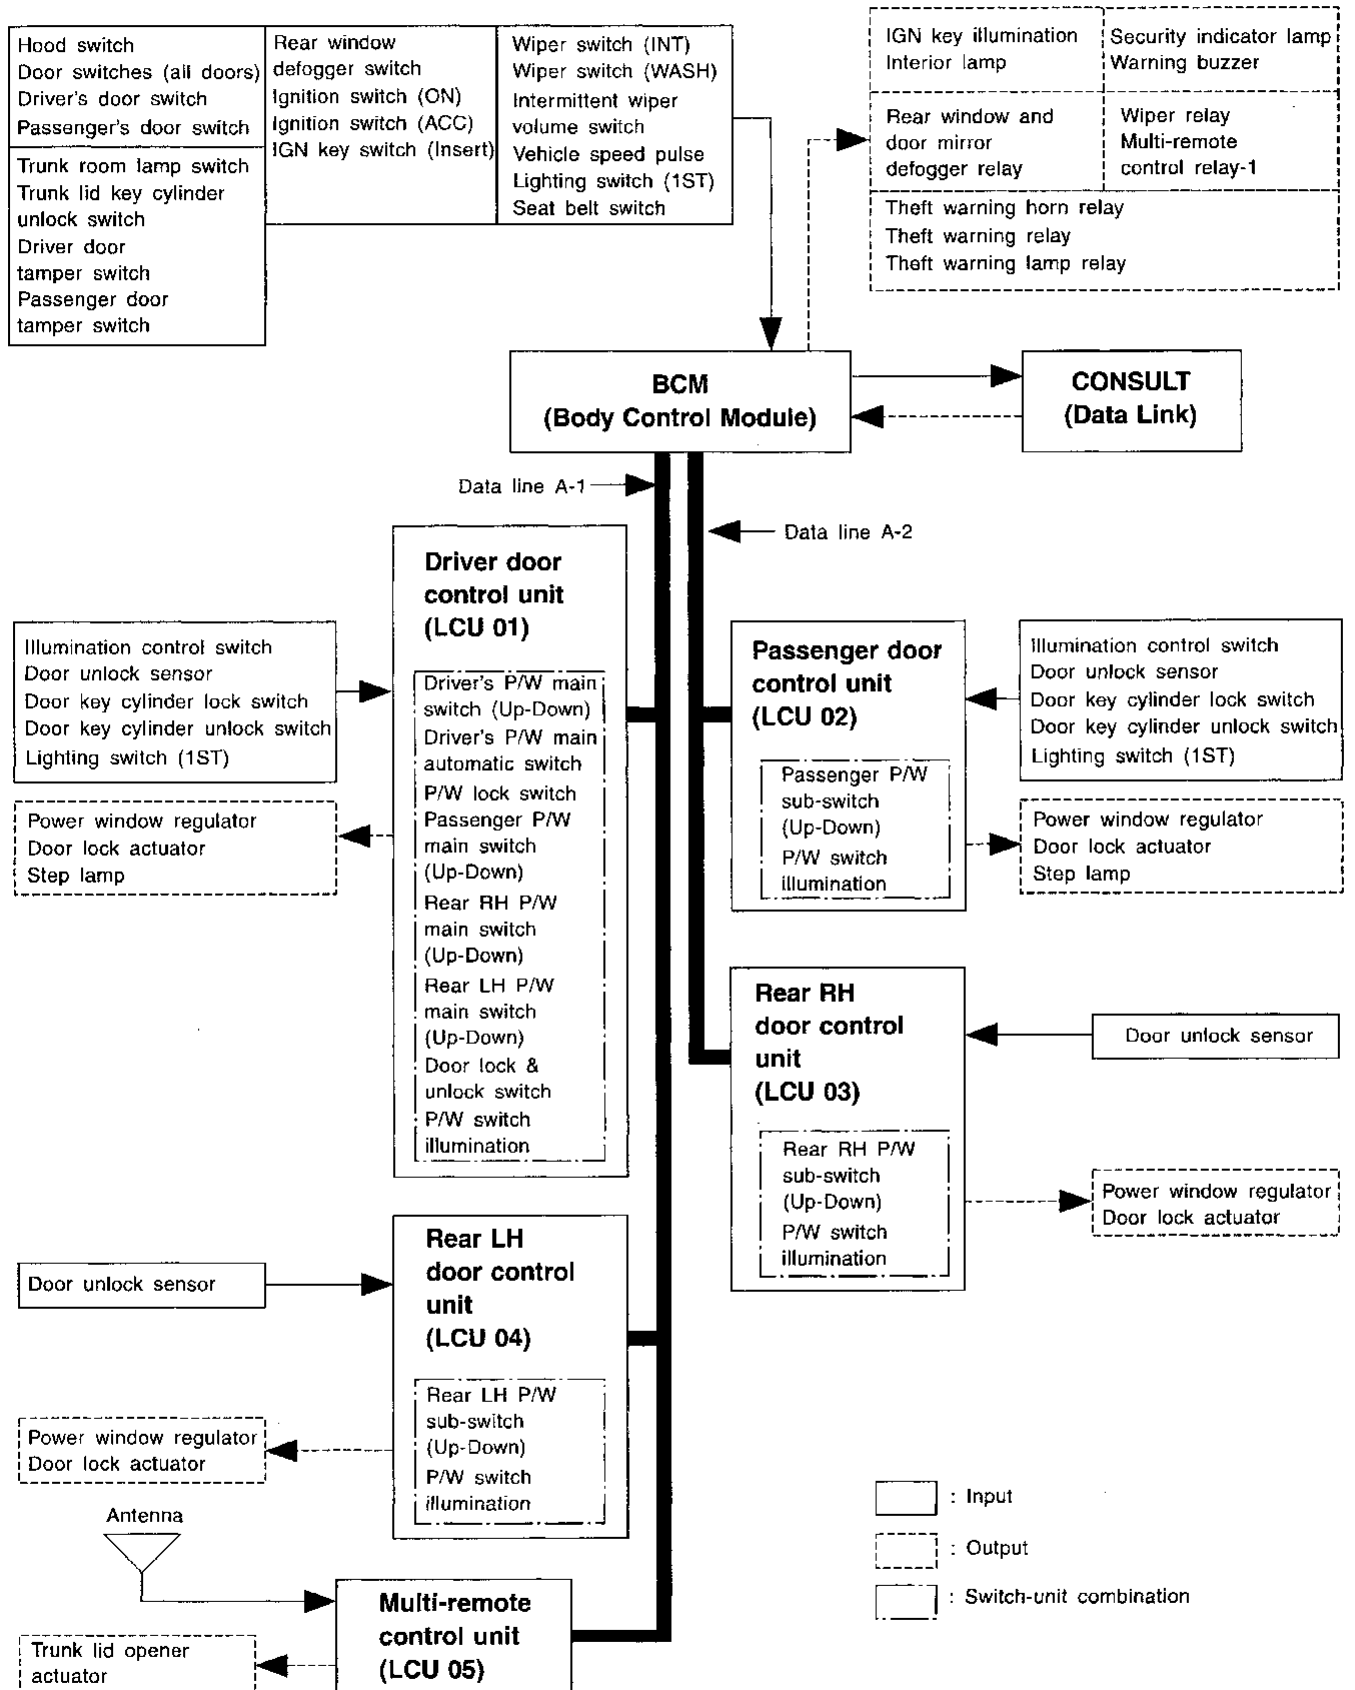 Hood switch
Door switches (all doors)
Driver's door switch
Passenger's door switch
Trunk room lamp switch
Trunk lid key cylinder
unlock switch
Driver door
tamper switch
Passenger door
tamper switch
Rear window
defogger switch
Ignition switch (ON)
Ignition switch (ACC)
IGN key switch (Insert)
Wiper switch (INT)
Wiper switch (WASH)
Intermittent wiper
volume switch
Vehicle speed pulse
Lighting switch (1ST)
Seat belt switch
IGN key illumination
Interior lamp
Security indicator lamp
Warning buzzer
Rear window and
door mirror
defogger relay
Wiper relay
Multi-remote
control relay-1
Theft warning horn relay
Theft warning relay
Theft warning lamp relay
BCM
(Body Control Module)
CONSULT
(Data Link)
Data line A-1
Data line A-2
Driver door
control unit
(LCU 01)
Driver's P/W main
switch (Up-Down)
Driver's P/W main
automatic switch
P/W lock switch
Passenger P/W
main switch
(Up-Down)
Rear RH P/W
main switch
(Up-Down)
Rear LH P/W
main switch
(Up-Down)
Door lock &
unlock switch
P/W switch
illumination
Illumination control switch
Door unlock sensor
Door key cylinder lock switch
Door key cylinder unlock switch
Lighting switch (1ST)
Power window regulator
Door lock actuator
Step lamp
Passenger door
control unit
(LCU 02)
Passenger P/W
sub-switch
(Up-Down)
P/W switch
illumination
Illumination control switch
Door unlock sensor
Door key cylinder lock switch
Door key cylinder unlock switch
Lighting switch (1ST)
Power window regulator
Door lock actuator
Step lamp
Rear RH
door control
unit
(LCU 03)
Rear RH P/W
sub-switch
(Up-Down)
P/W switch
illumination
Door unlock sensor
Power window regulator
Door lock actuator
Rear LH
door control
unit
(LCU 04)
Rear LH P/W
sub-switch
(Up-Down)
P/W switch
illumination
Door unlock sensor
Power window regulator
Door lock actuator
Antenna
Multi-remote
control unit
(LCU 05)
Trunk lid opener
actuator
: Input
: Output
: Switch-unit combination